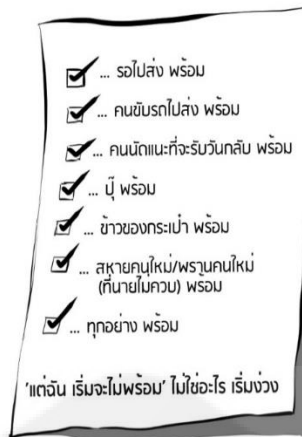 ... รอไปส่ง พร้อม
... คนขับรถไปส่ง พร้อม
... คนนัดแนะที่จะรับวันกลับ พร้อม
... ปุ๊ พร้อม
... ข้าวของกระเป๋า พร้อม
... สหายคนใหม่/พรานคนใหม่
(ที่นายไม่ควบ) พร้อม
... ทุกอย่าง พร้อม
'แต่ฉัน เริ่มจะไม่พร้อม' ไม่ใช่อะไร เริ่มง่วง